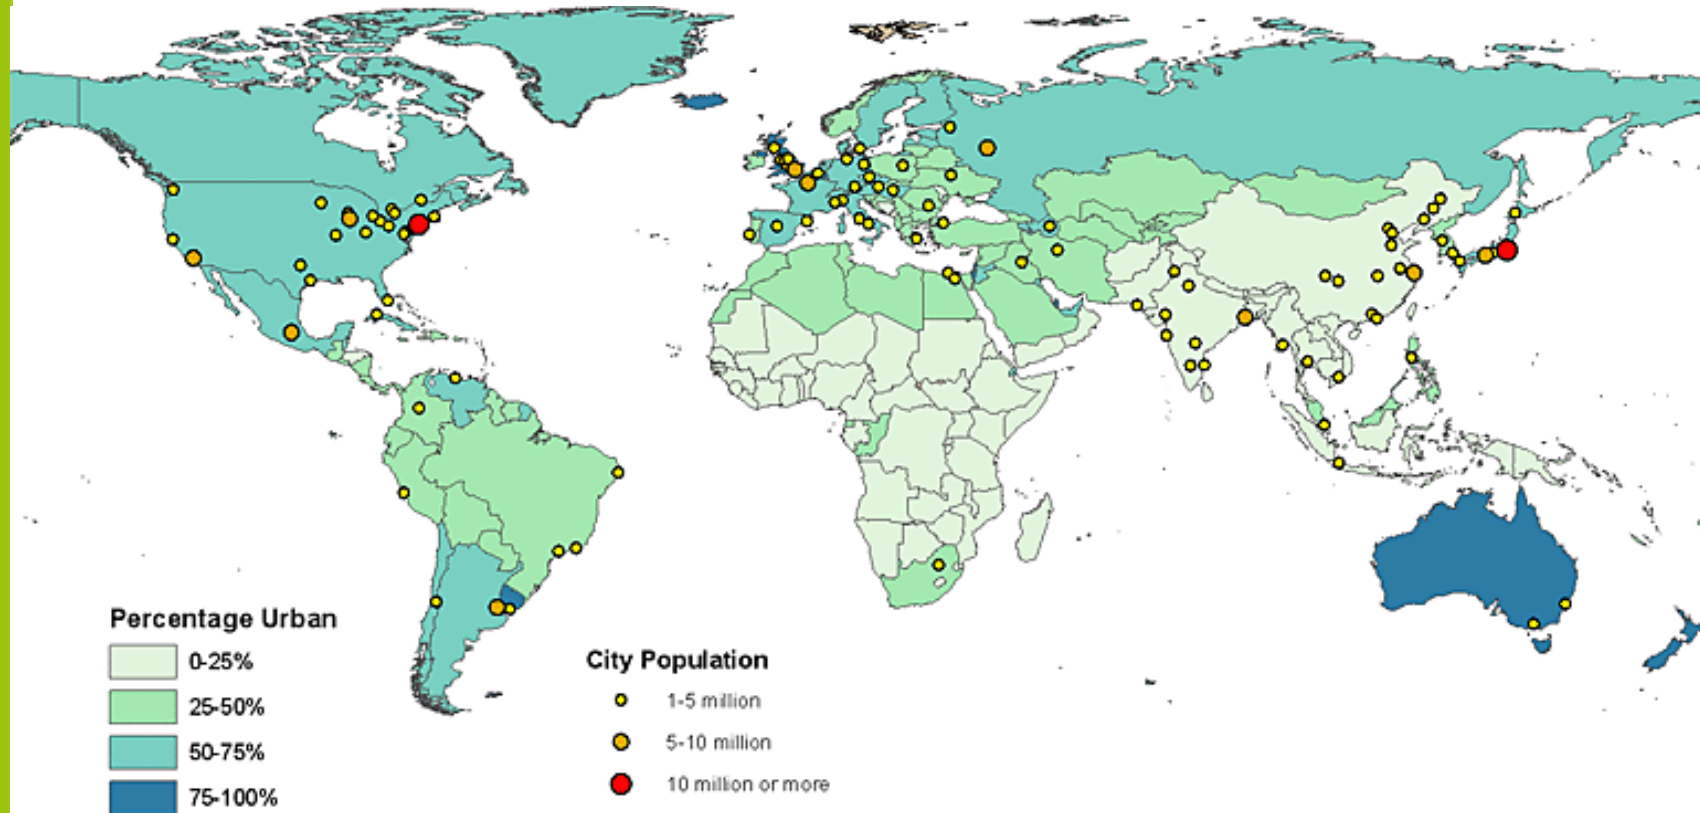 Percentage Urban
0-25%
25-50%
50-75%
75-100%
City Population
1-5 million
5-10 million
10 million or more